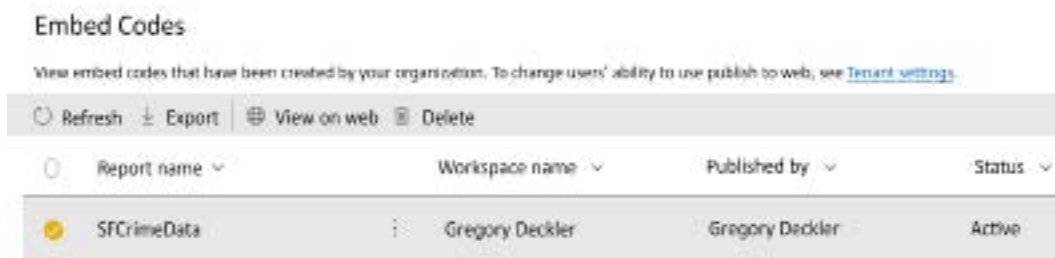 Embed Codes
View embed codes that have been created by your organization. To change users' ability to use publish to web, see Tenant settings.
Refresh Export View on web Delete
Report name Workspace name Published by Status
SFCrimeData Gregory Deckler Gregory Deckler Active